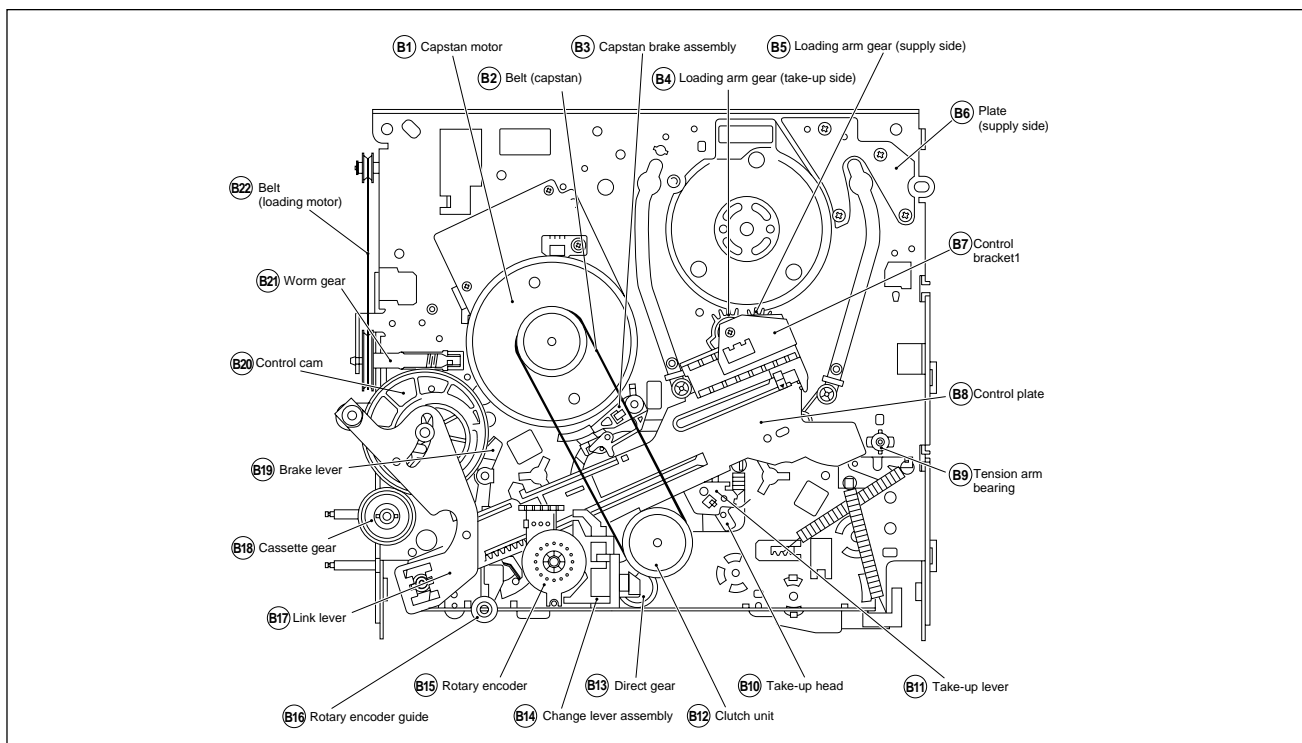 B1 Capstan motor
B3 Capstan brake assembly
B5 Loading arm gear (supply side)
B2 Belt (capstan)
B4 Loading arm gear (take-up side)
B6 Plate
(supply side)
B22 Belt
(loading motor)
B7 Control
bracket1
B21 Worm gear
B20 Control cam
B8 Control plate
B19 Brake lever
B9 Tension arm
bearing
B18 Cassette gear
B17 Link lever
B15 Rotary encoder
B13 Direct gear
B10 Take-up head
B11 Take-up lever
B16 Rotary encoder guide
B14 Change lever assembly
B12 Clutch unit